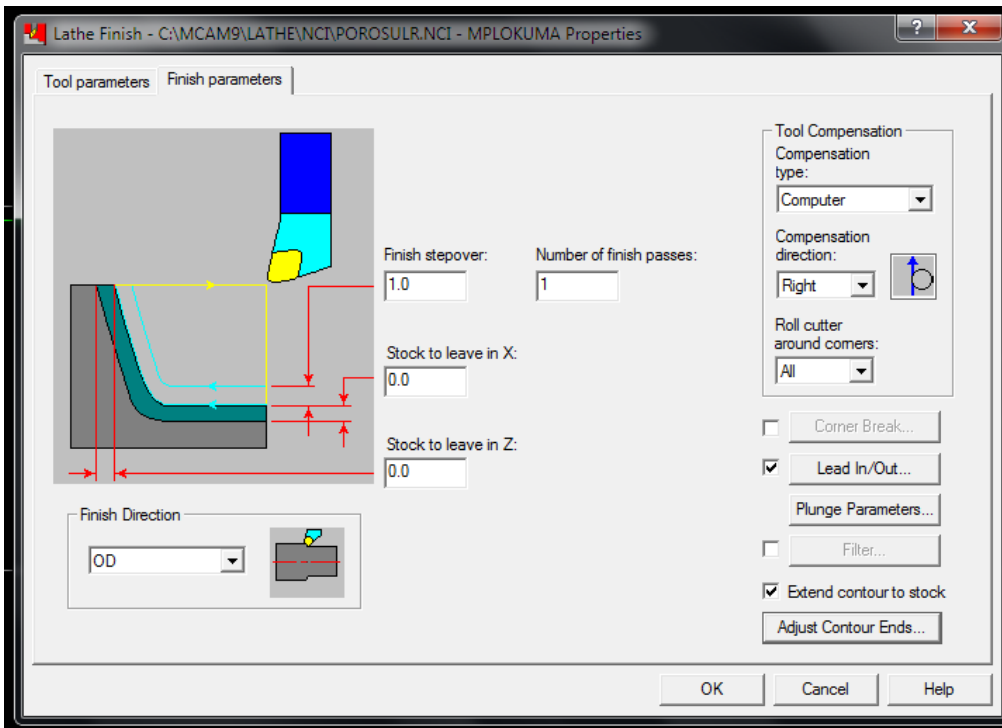 Lathe Finish - C:\MCAM9\LATHE\NCI\POROSULR.NCI - MPLOKUMA Properties
?
X
Tool parameters
Finish parameters
Finish stepover:
1.0
Number of finish passes:
1
Stock to leave in X:
0.0
Stock to leave in Z:
0.0
Finish Direction
OD
Tool Compensation
Compensation
type:
Computer
Compensation
direction:
Right
Roll cutter
around corners:
All
Corner Break...
Lead In/Out...
Plunge Parameters...
Filter...
Extend contour to stock
Adjust Contour Ends...
OK
Cancel
Help